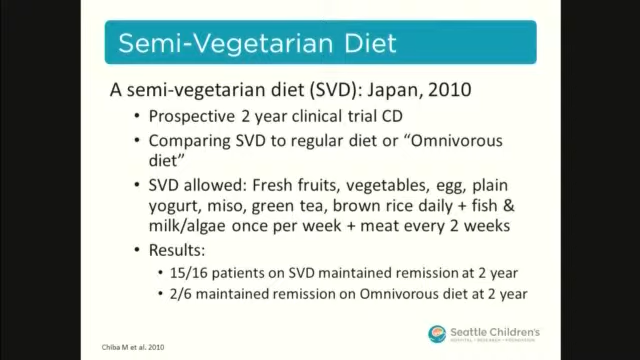 Semi-Vegetarian Diet
A semi-vegetarian diet (SVD): Japan, 2010
• Prospective 2 year clinical trial CD
• Comparing SVD to regular diet or "Omnivorous
diet"
• SVD allowed: Fresh fruits, vegetables, egg, plain
yogurt, miso, green tea, brown rice daily + fish &
milk/algae once per week + meat every 2 weeks
• Results:
• 15/16 patients on SVD maintained remission at 2 year
• 2/6 maintained remission on Omnivorous diet at 2 year
Chiba M et al. 2010
Seattle Children's
HOSPITAL • RESEARCH • FOUNDATION